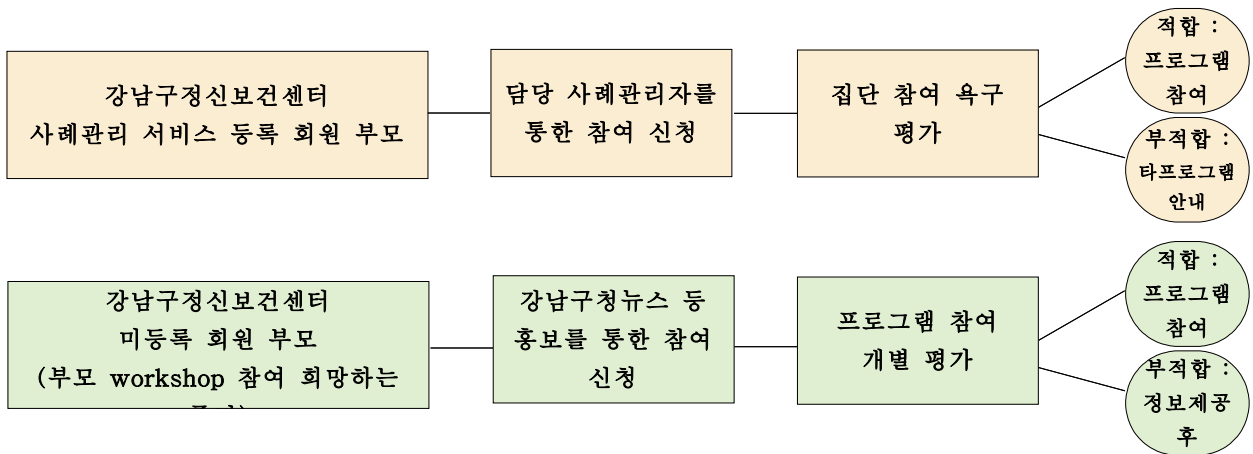 강남구정신보건센터
사례관리 서비스 등록 회원 부모
담당 사례관리자를
통한 참여 신청
집단 참여 욕구
평가
적합 :
프로그램
참여
부적합 :
타프로그램
안내
강남구정신보건센터
미등록 회원 부모
(부모 workshop 참여 희망하는
강남구청뉴스 등
홍보를 통한 참여
신청
프로그램 참여
개별 평가
적합 :
프로그램
참여
부적합 :
정보제공
후